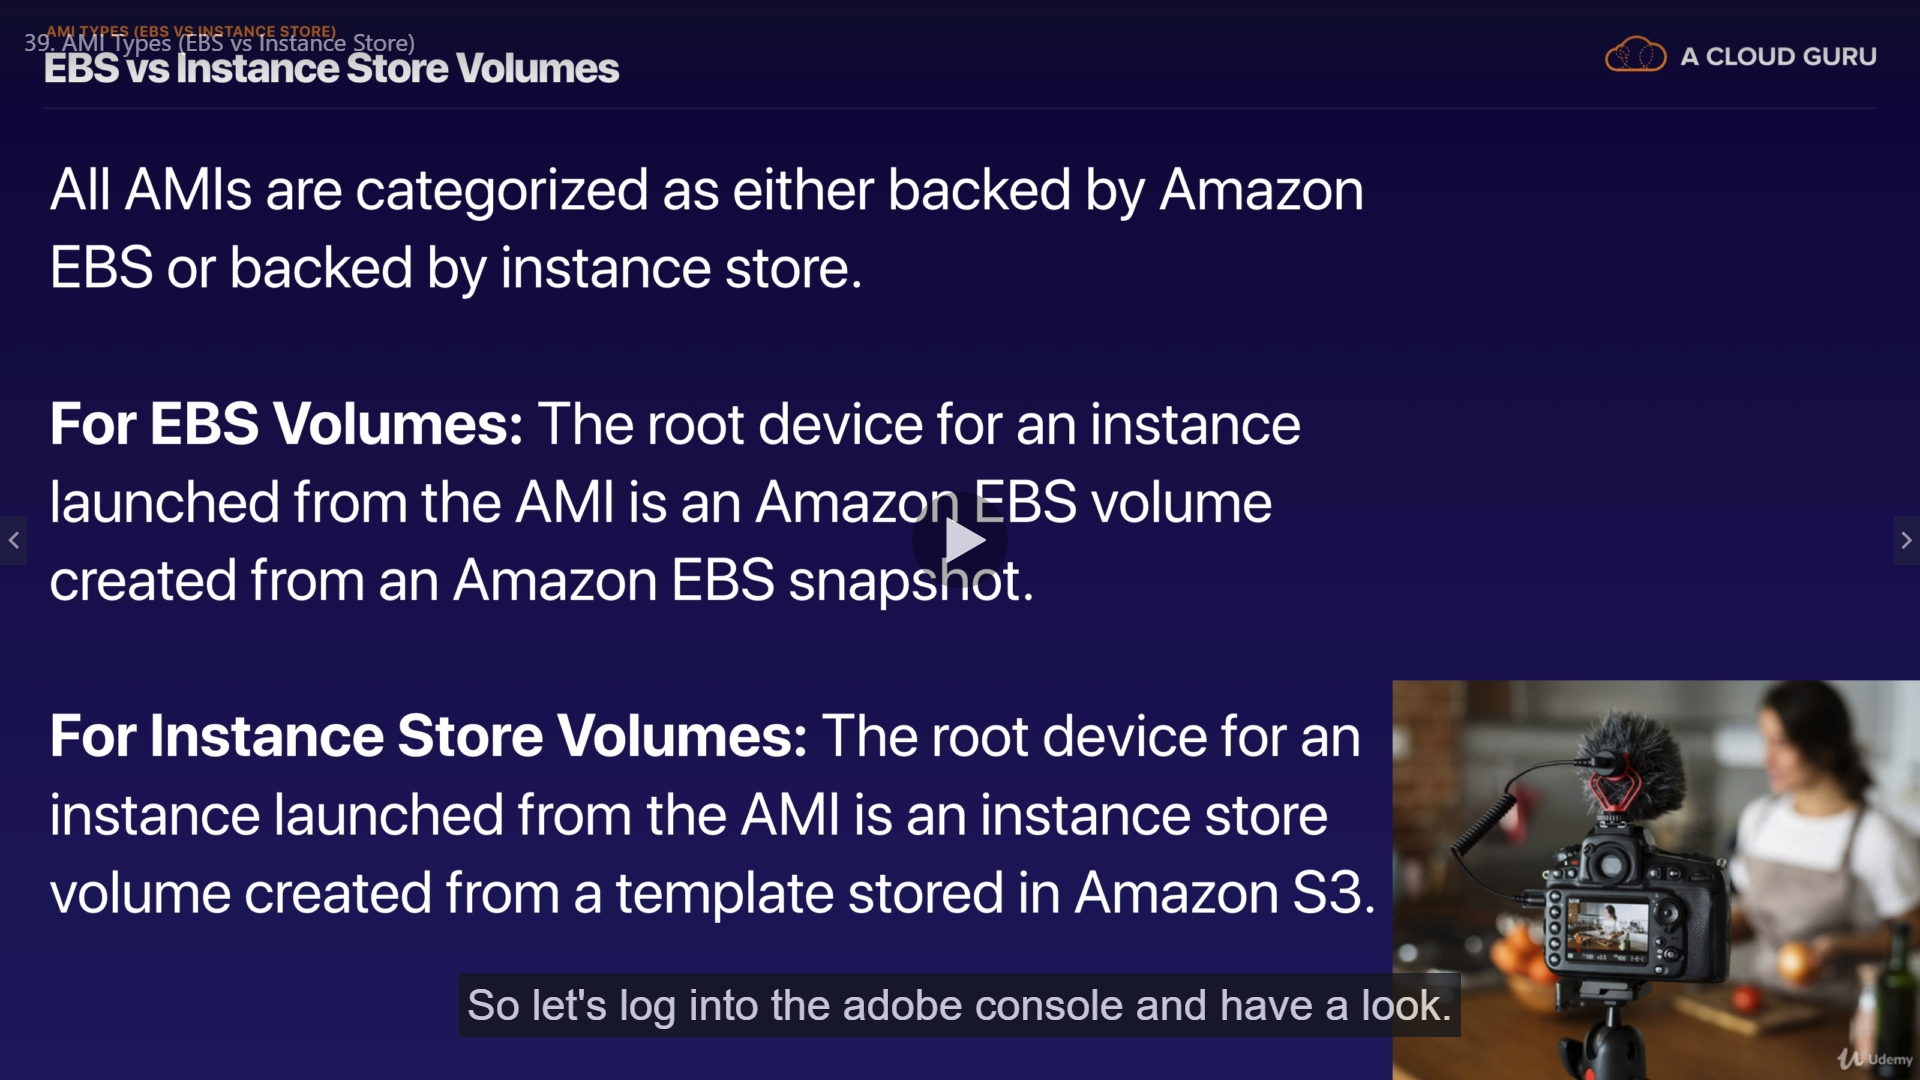 AMI TYPES (EBS VS INSTANCE STORE)
39. AMI Types (EBS vs Instance Store)
EBS vs Instance Store Volumes
A CLOUD GURU
All AMIs are categorized as either backed by Amazon
EBS or backed by instance store.
For EBS Volumes: The root device for an instance
launched from the AMI is an Amazon EBS volume
created from an Amazon EBS snapshot.
For Instance Store Volumes: The root device for an
instance launched from the AMI is an instance store
volume created from a template stored in Amazon S3.
So let's log into the adobe console and have a look.
Udemy